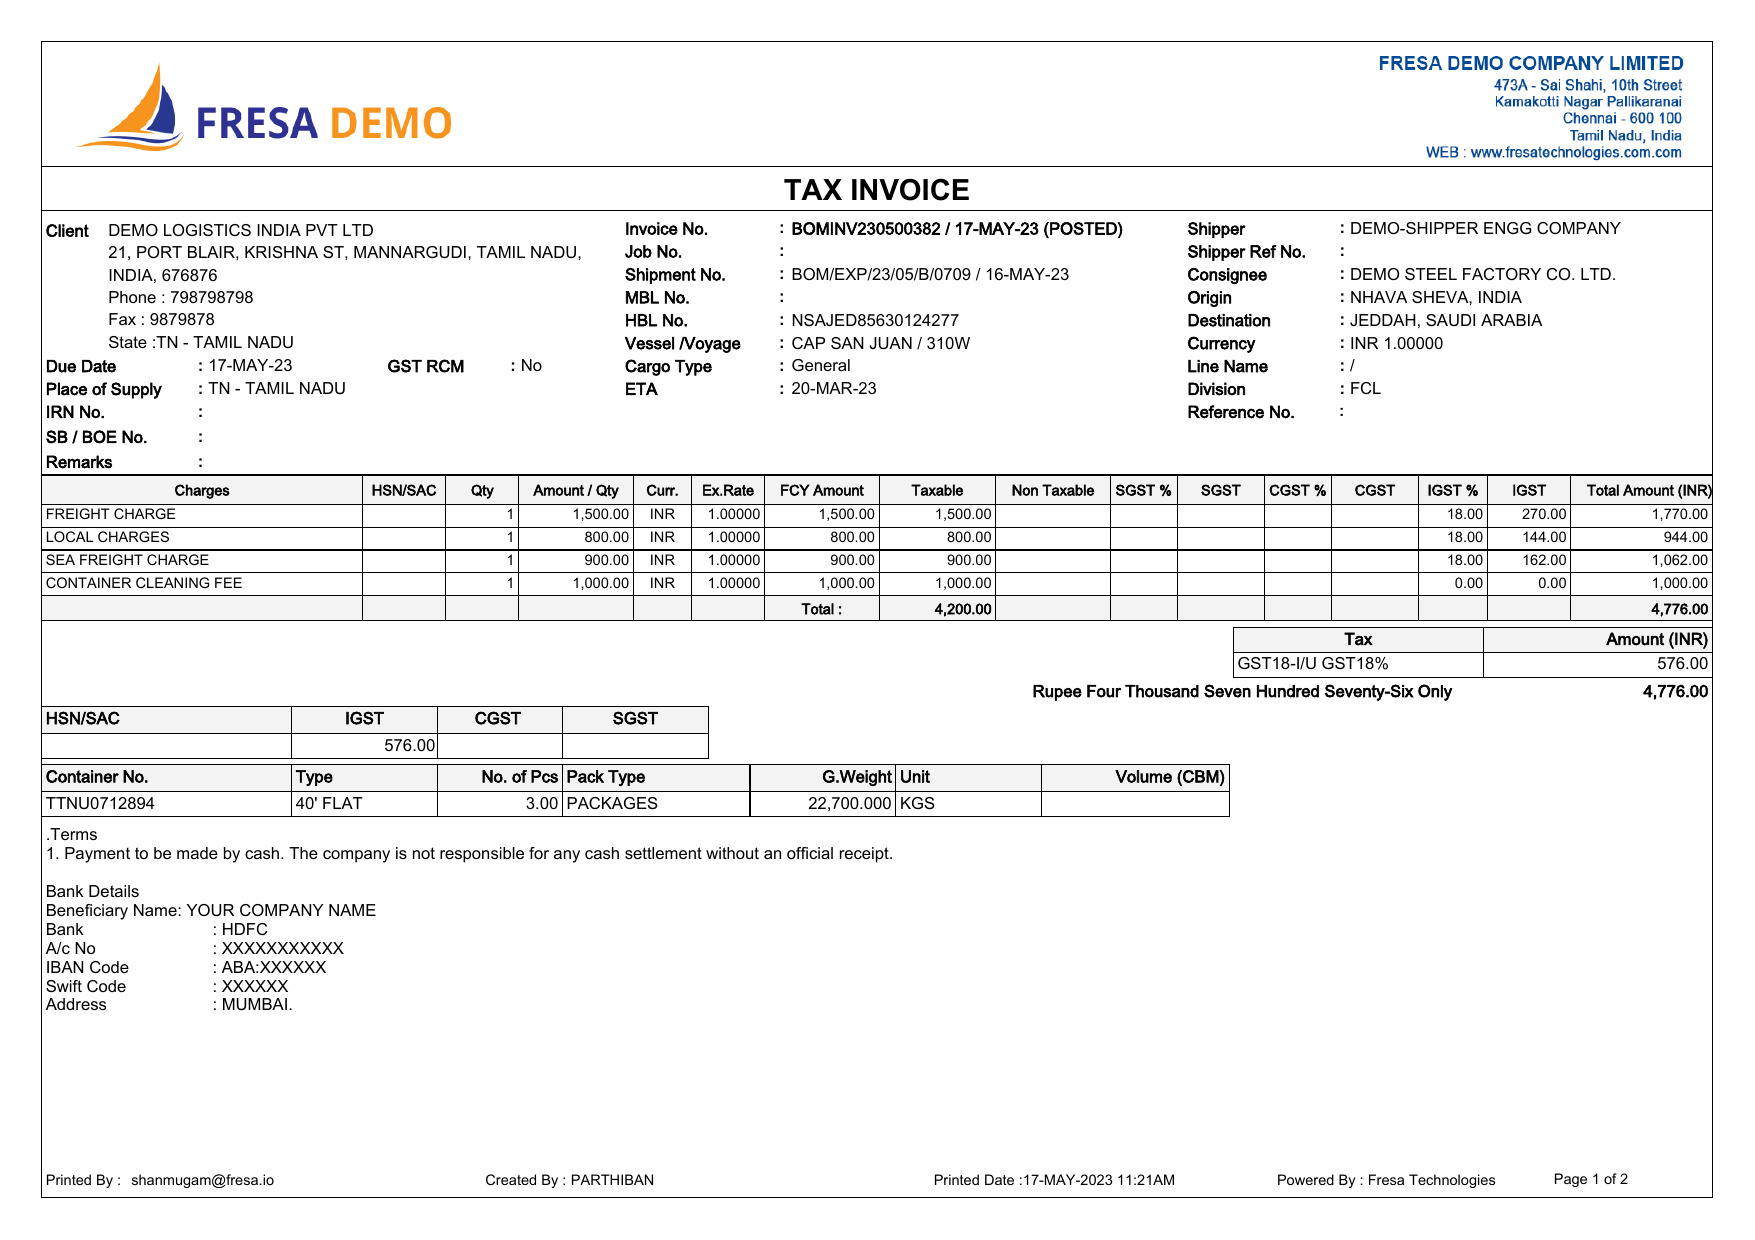 FRESA DEMO
FRESA DEMO COMPANY LIMITED
473A - Sai Shahi, 10th Street
Kamakotti Nagar Pallikaranai
Chennai - 600 100
Tamil Nadu, India
WEB : www.fresatechnologies.com.com
TAX INVOICE
Client DEMO LOGISTICS INDIA PVT LTD
21, PORT BLAIR, KRISHNA ST, MANNARGUDI, TAMIL NADU,
INDIA, 676876
Phone : 798798798
Fax : 9879878
State :TN - TAMIL NADU
Due Date : 17-MAY-23 GST RCM : No
Place of Supply : TN - TAMIL NADU
IRN No. :
SB / BOE No. :
Remarks :
Invoice No. : BOMINV230500382 / 17-MAY-23 (POSTED)
Job No. :
Shipment No. : BOM/EXP/23/05/B/0709 / 16-MAY-23
MBL No. :
HBL No. : NSAJED85630124277
Vessel /Voyage : CAP SAN JUAN / 310W
Cargo Type : General
ETA : 20-MAR-23
Shipper : DEMO-SHIPPER ENGG COMPANY
Shipper Ref No. :
Consignee : DEMO STEEL FACTORY CO. LTD.
Origin : NHAVA SHEVA, INDIA
Destination : JEDDAH, SAUDI ARABIA
Currency : INR 1.00000
Line Name : /
Division : FCL
Reference No. :
Charges HSN/SAC Qty Amount / Qty Curr. Ex.Rate FCY Amount Taxable Non Taxable SGST % SGST CGST % CGST IGST % IGST Total Amount (INR)
FREIGHT CHARGE 1 1,500.00 INR 1.00000 1,500.00 1,500.00 18.00 270.00 1,770.00
LOCAL CHARGES 1 800.00 INR 1.00000 800.00 800.00 18.00 144.00 944.00
SEA FREIGHT CHARGE 1 900.00 INR 1.00000 900.00 900.00 18.00 162.00 1,062.00
CONTAINER CLEANING FEE 1 1,000.00 INR 1.00000 1,000.00 1,000.00 0.00 0.00 1,000.00
Total : 4,200.00 4,776.00
Tax Amount (INR)
GST18-I/U GST18% 576.00
Rupee Four Thousand Seven Hundred Seventy-Six Only 4,776.00
HSN/SAC IGST CGST SGST
576.00
Container No. Type No. of Pcs Pack Type G.Weight Unit Volume (CBM)
TTNU0712894 40' FLAT 3.00 PACKAGES 22,700.000 KGS
.Terms
1. Payment to be made by cash. The company is not responsible for any cash settlement without an official receipt.
Bank Details
Beneficiary Name: YOUR COMPANY NAME
Bank : HDFC
A/c No : XXXXXXXXXXX
IBAN Code : ABA:XXXXXX
Swift Code : XXXXXX
Address : MUMBAI.
Printed By : shanmugam@fresa.io Created By : PARTHIBAN Printed Date :17-MAY-2023 11:21AM Powered By : Fresa Technologies Page 1 of 2